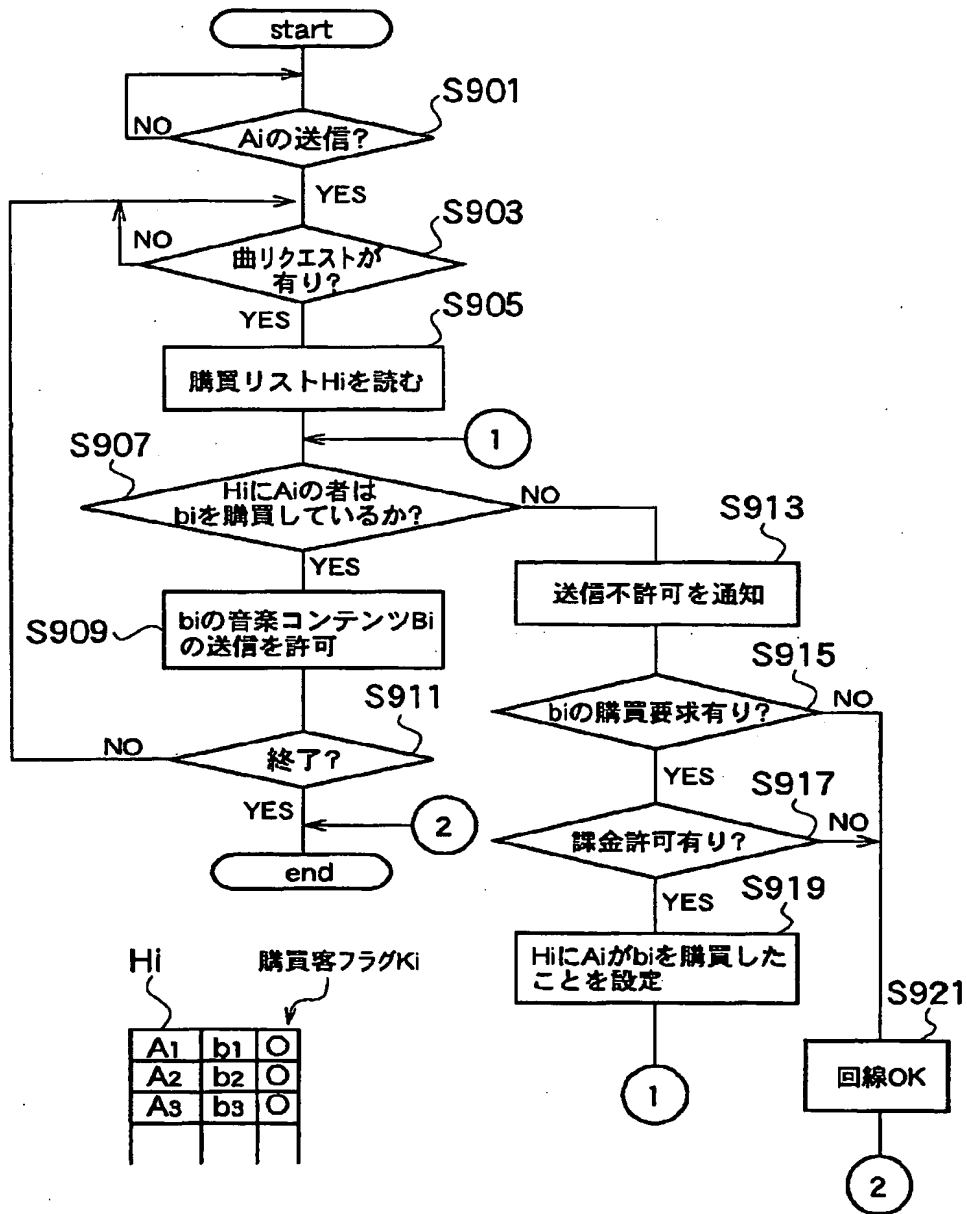 start
S901
NO
Aiの送信?
YES
S903
NO
曲リクエストが
有り?
YES
S905
購買リストHiを読む
1
S907
HiにAiの者は
biを購買しているか?
NO
YES
S913
送信不許可を通知
S909
biの音楽コンテンツBi
の送信を許可
S915
biの購買要求有り?
NO
YES
S911
NO
終了?
YES
2
end
S917
課金許可有り?
NO
YES
S919
HiにAiがbiを購買した
ことを設定
1
S921
回線OK
2
Hi
購買客フラグKi
A1 b1 O
A2 b2 O
A3 b3 O